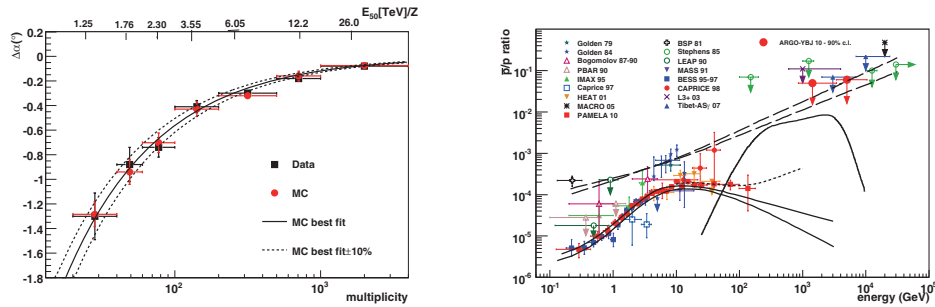 E50[TeV]/Z
1.25 1.76 2.30 3.55 6.05 12.2 26.0
Δα(°)
0.2
0
-0.2
-0.4
-0.6
-0.8
-1
-1.2
-1.4
-1.6
-1.8
Data
MC
MC best fit
MC best fit±10%
10² 10³
multiplicity
p̅/p ratio
1
10⁻¹
10⁻²
10⁻³
10⁻⁴
10⁻⁵
10⁻⁶
Golden 79
Golden 84
Bogomolov 87-90
PBAR 90
IMAX 95
Caprice 97
HEAT 01
MACRO 05
PAMELA 10
BSP 81
Stephens 85
LEAP 90
MASS 91
BESS 95-97
CAPRICE 98
L3+ 03
Tibet-ASγ 07
ARGO-YBJ 10 - 90% c.l.
10⁻¹ 1 10 10² 10³ 10⁴ 10⁵
energy (GeV)